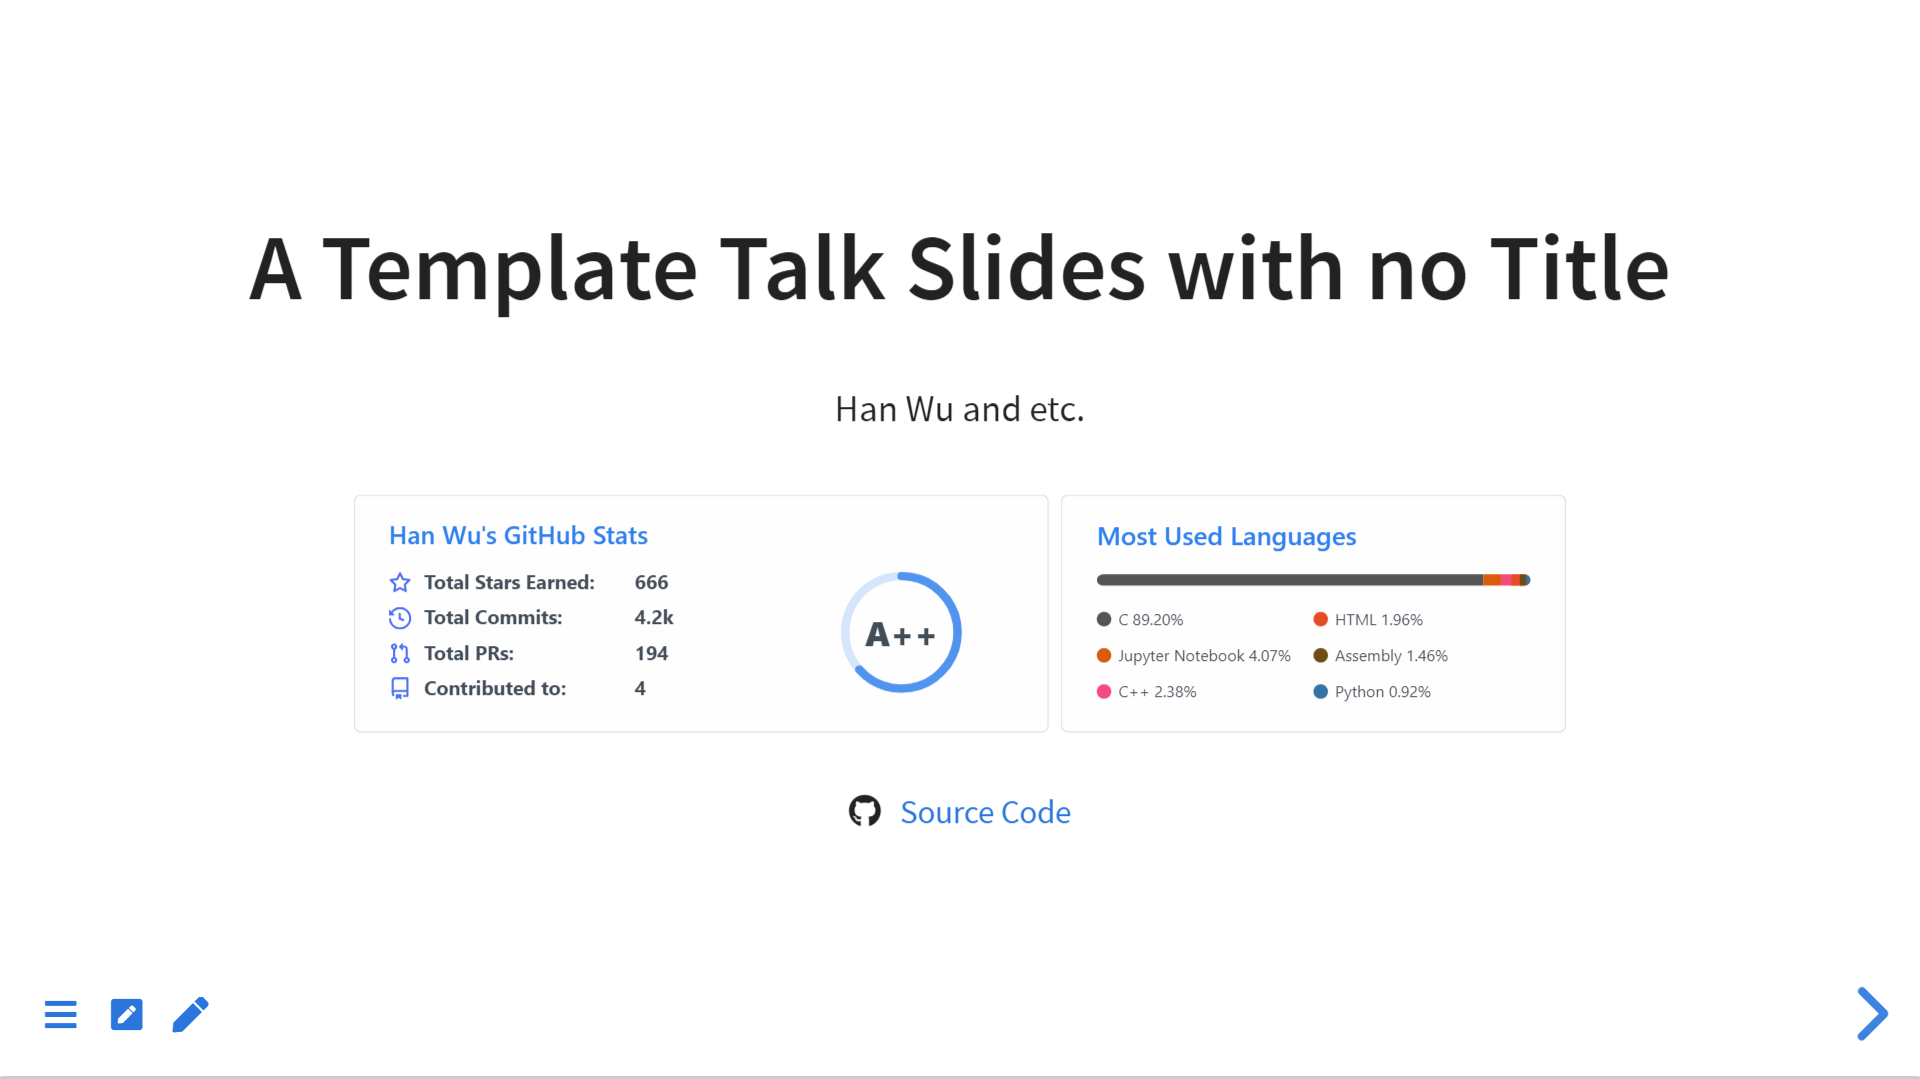 A Template Talk Slides with no Title
Han Wu and etc.
Han Wu's GitHub Stats
Total Stars Earned: 666
Total Commits: 4.2k
Total PRs: 194
Contributed to: 4
A++
Most Used Languages
C 89.20%
Jupyter Notebook 4.07%
C++ 2.38%
HTML 1.96%
Assembly 1.46%
Python 0.92%
Source Code